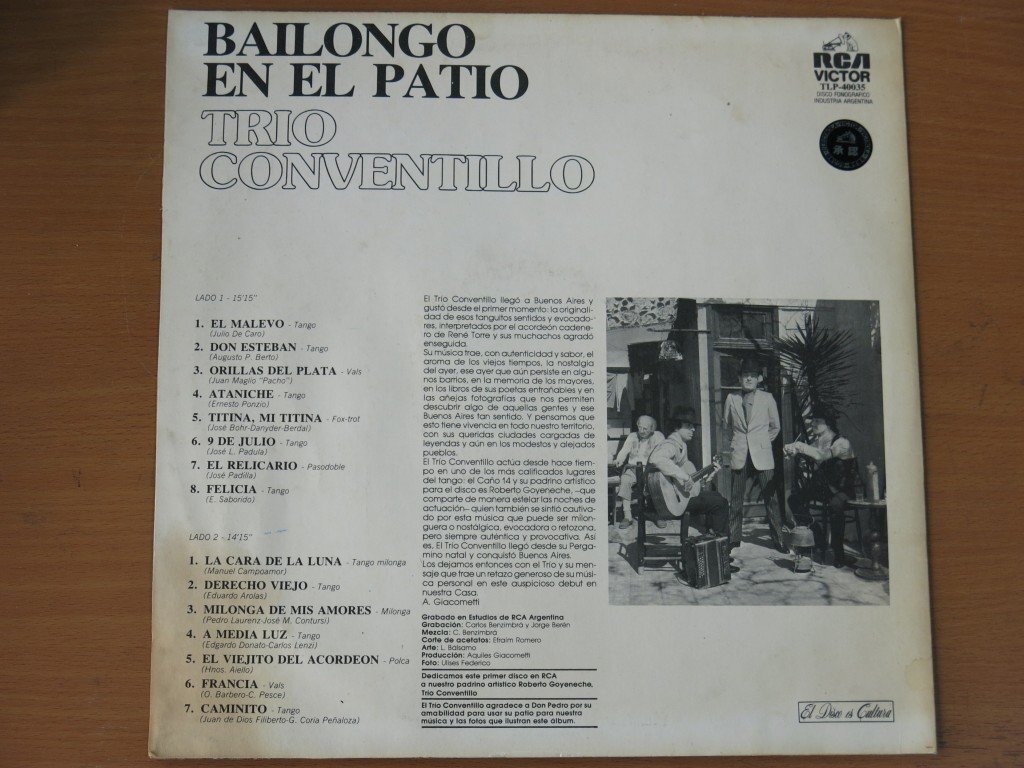 BAILONGO
EN EL PATIO
TRIO
CONVENTILLO
RCA
VICTOR
TLP-40035
DISCO FONOGRAFICO
INDUSTRIA ARGENTINA
承認
LADO 1 - 15'15"
1. EL MALEVO - Tango
(Julio De Caro)
2. DON ESTEBAN - Tango
(Augusto P. Berto)
3. ORILLAS DEL PLATA - Vals
(Juan Maglio "Pacho")
4. ATANICHE - Tango
(Ernesto Ponzio)
5. TITINA, MI TITINA - Fox-trot
(José Bohr-Danyder-Berdal)
6. 9 DE JULIO - Tango
(José L. Padula)
7. EL RELICARIO - Pasodoble
(José Padilla)
8. FELICIA - Tango
(E. Sabondo)
LADO 2 - 14'15"
1. LA CARA DE LA LUNA - Tango milonga
(Manuel Campoamor)
2. DERECHO VIEJO - Tango
(Eduardo Arolas)
3. MILONGA DE MIS AMORES - Milonga
(Pedro Laurenz-José M. Contursi)
4. A MEDIA LUZ - Tango
(Edgardo Donato-Carlos Lenzi)
5. EL VIEJITO DEL ACORDEON - Polca
(Hnos. Aiello)
6. FRANCIA - Vals
(O. Barbero-C. Pesce)
7. CAMINITO - Tango
(Juan de Dios Filiberto-G. Coria Peñaloza)
El Trío Conventillo llegó a Buenos Aires y
gustó desde el primer momento: la originali-
dad de esos tanguitos sentidos y evocado-
res, interpretados por el acordeón cadene-
ro de René Torre y sus muchachos agradó
enseguida.
Su música trae, con autenticidad y sabor, el
aroma de los viejos tiempos, la nostalgia
del ayer, ese ayer que aún persiste en algu-
nos barrios, en la memoria de los mayores,
en los libros de sus poetas entrañables y en
las añejas fotografías que nos permiten
descubrir algo de aquellas gentes y ese
Buenos Aires tan sentido. Y pensamos que
esto tiene vivencia en todo nuestro territorio,
con sus queridas ciudades cargadas de
leyendas y aún en los modestos y alejados
pueblos.
El Trío Conventillo actúa desde hace tiem-
po en uno de los más calificados lugares
del tango: el Caño 14 y su padrino artístico
para el disco es Roberto Goyeneche, –que
comparte de manera estelar las noches de
actuación– quien también se sintió cautiva-
do por esta música que puede ser milon-
guera o nostálgica, evocadora o retozona,
pero siempre auténtica y provocativa. Así
es, El Trío Conventillo llegó desde su Perga-
mino natal y conquistó Buenos Aires.
Los dejamos entonces con el Trío y su men-
saje que trae un retazo generoso de su músi-
ca personal en este auspicioso debut en
nuestra Casa.
A. Giacometti
Grabado en Estudios de RCA Argentina
Grabación: Carlos Benzimbrá y Jorge Berén
Mezcla: C. Benzimbrá
Corte de acetatos: Efraím Romero
Arte: L. Bálsamo
Producción: Aquiles Giacometti
Foto: Ulises Federico
Dedicamos este primer disco en RCA
a nuestro padrino artístico Roberto Goyeneche,
Trío Conventillo
El Trío Conventillo agradece a Don Pedro por su
amabilidad para usar su patio para nuestra
música y las fotos que ilustran este álbum.
El Disco es Cultura